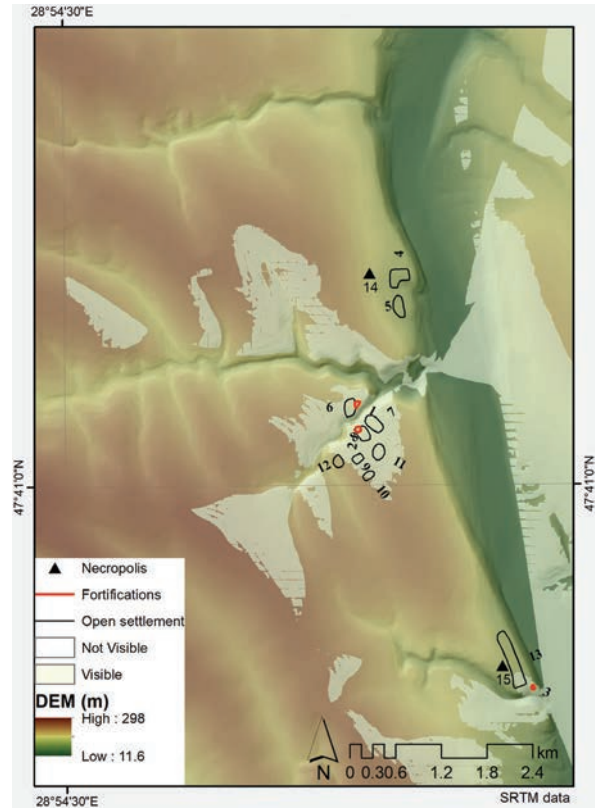 28°54'30"E
4
14
5
6
7
1
2
8
11
12
9
10
47°41'0"N
47°41'0"N
Necropolis
Fortifications
Open settlement
Not Visible
Visible
DEM (m)
High : 298
Low : 11.6
13
15
3
N
km
0 0.30.6 1.2 1.8 2.4
28°54'30"E
SRTM data